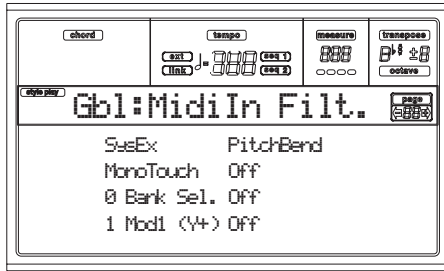 chord tempo measure transpose
ext ♩= seq 1
link seq 2
octave
style play Gbl:MidiIn Filt. page
SysEx PitchBend
MonoTouch Off
0 Bank Sel. Off
1 Mod1 (Y+) Off